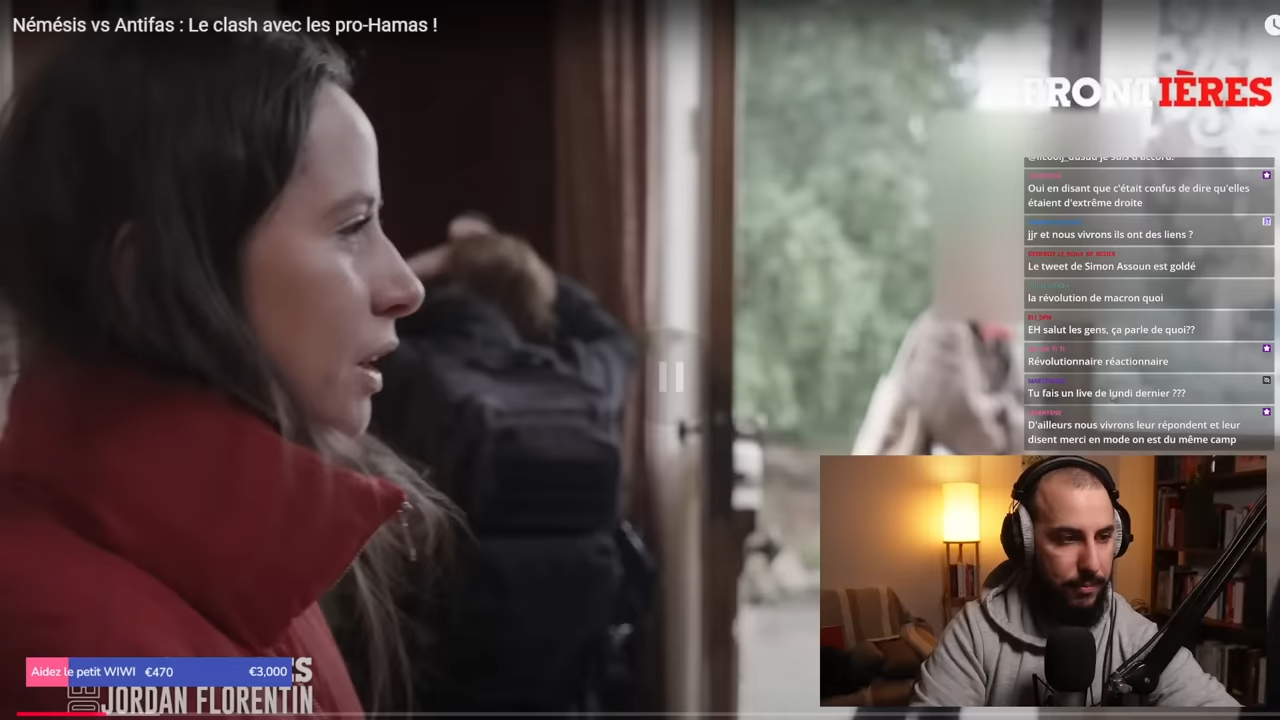 Némésis vs Antifas : Le clash avec les pro-Hamas !
FRONTIÈRES
je suis d'accord.
Oui en disant que c'était confus de dire qu'elles
étaient d'extrême droite
jjr et nous vivrons ils ont des liens ?
Le tweet de Simon Assoun est goldé
la révolution de macron quoi
EH salut les gens, ça parle de quoi??
Révolutionnaire réactionnaire
Tu fais un live de lundi dernier ???
D'ailleurs nous vivrons leur répondent et leur
disent merci en mode on est du même camp
Aidez le petit WIWI €470 €3,000
JORDAN FLORENTIN